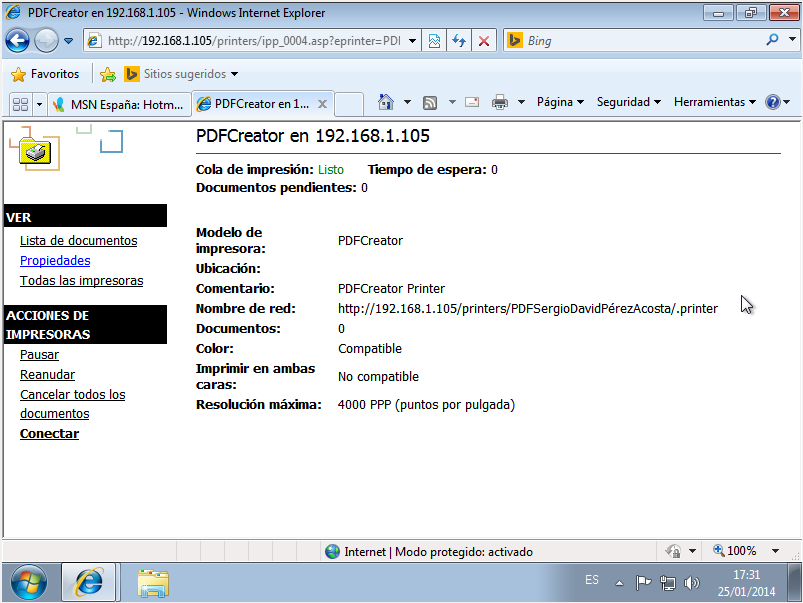 PDFCreator en 192.168.1.105 - Windows Internet Explorer
http://192.168.1.105/printers/ipp_0004.asp?eprinter=PDI
Bing
Favoritos
Sitios sugeridos
MSN España: Hotm...
PDFCreator en 1...
Página
Seguridad
Herramientas
PDFCreator en 192.168.1.105
Cola de impresión: Listo Tiempo de espera: 0
Documentos pendientes: 0
VER
Lista de documentos
Propiedades
Todas las impresoras
ACCIONES DE
IMPRESORAS
Pausar
Reanudar
Cancelar todos los
documentos
Conectar
Modelo de
impresora: PDFCreator
Ubicación:
Comentario: PDFCreator Printer
Nombre de red: http://192.168.1.105/printers/PDFSergioDavidPérezAcosta/.printer
Documentos: 0
Color: Compatible
Imprimir en ambas
caras: No compatible
Resolución máxima: 4000 PPP (puntos por pulgada)
Internet | Modo protegido: activado
100%
ES
17:31
25/01/2014